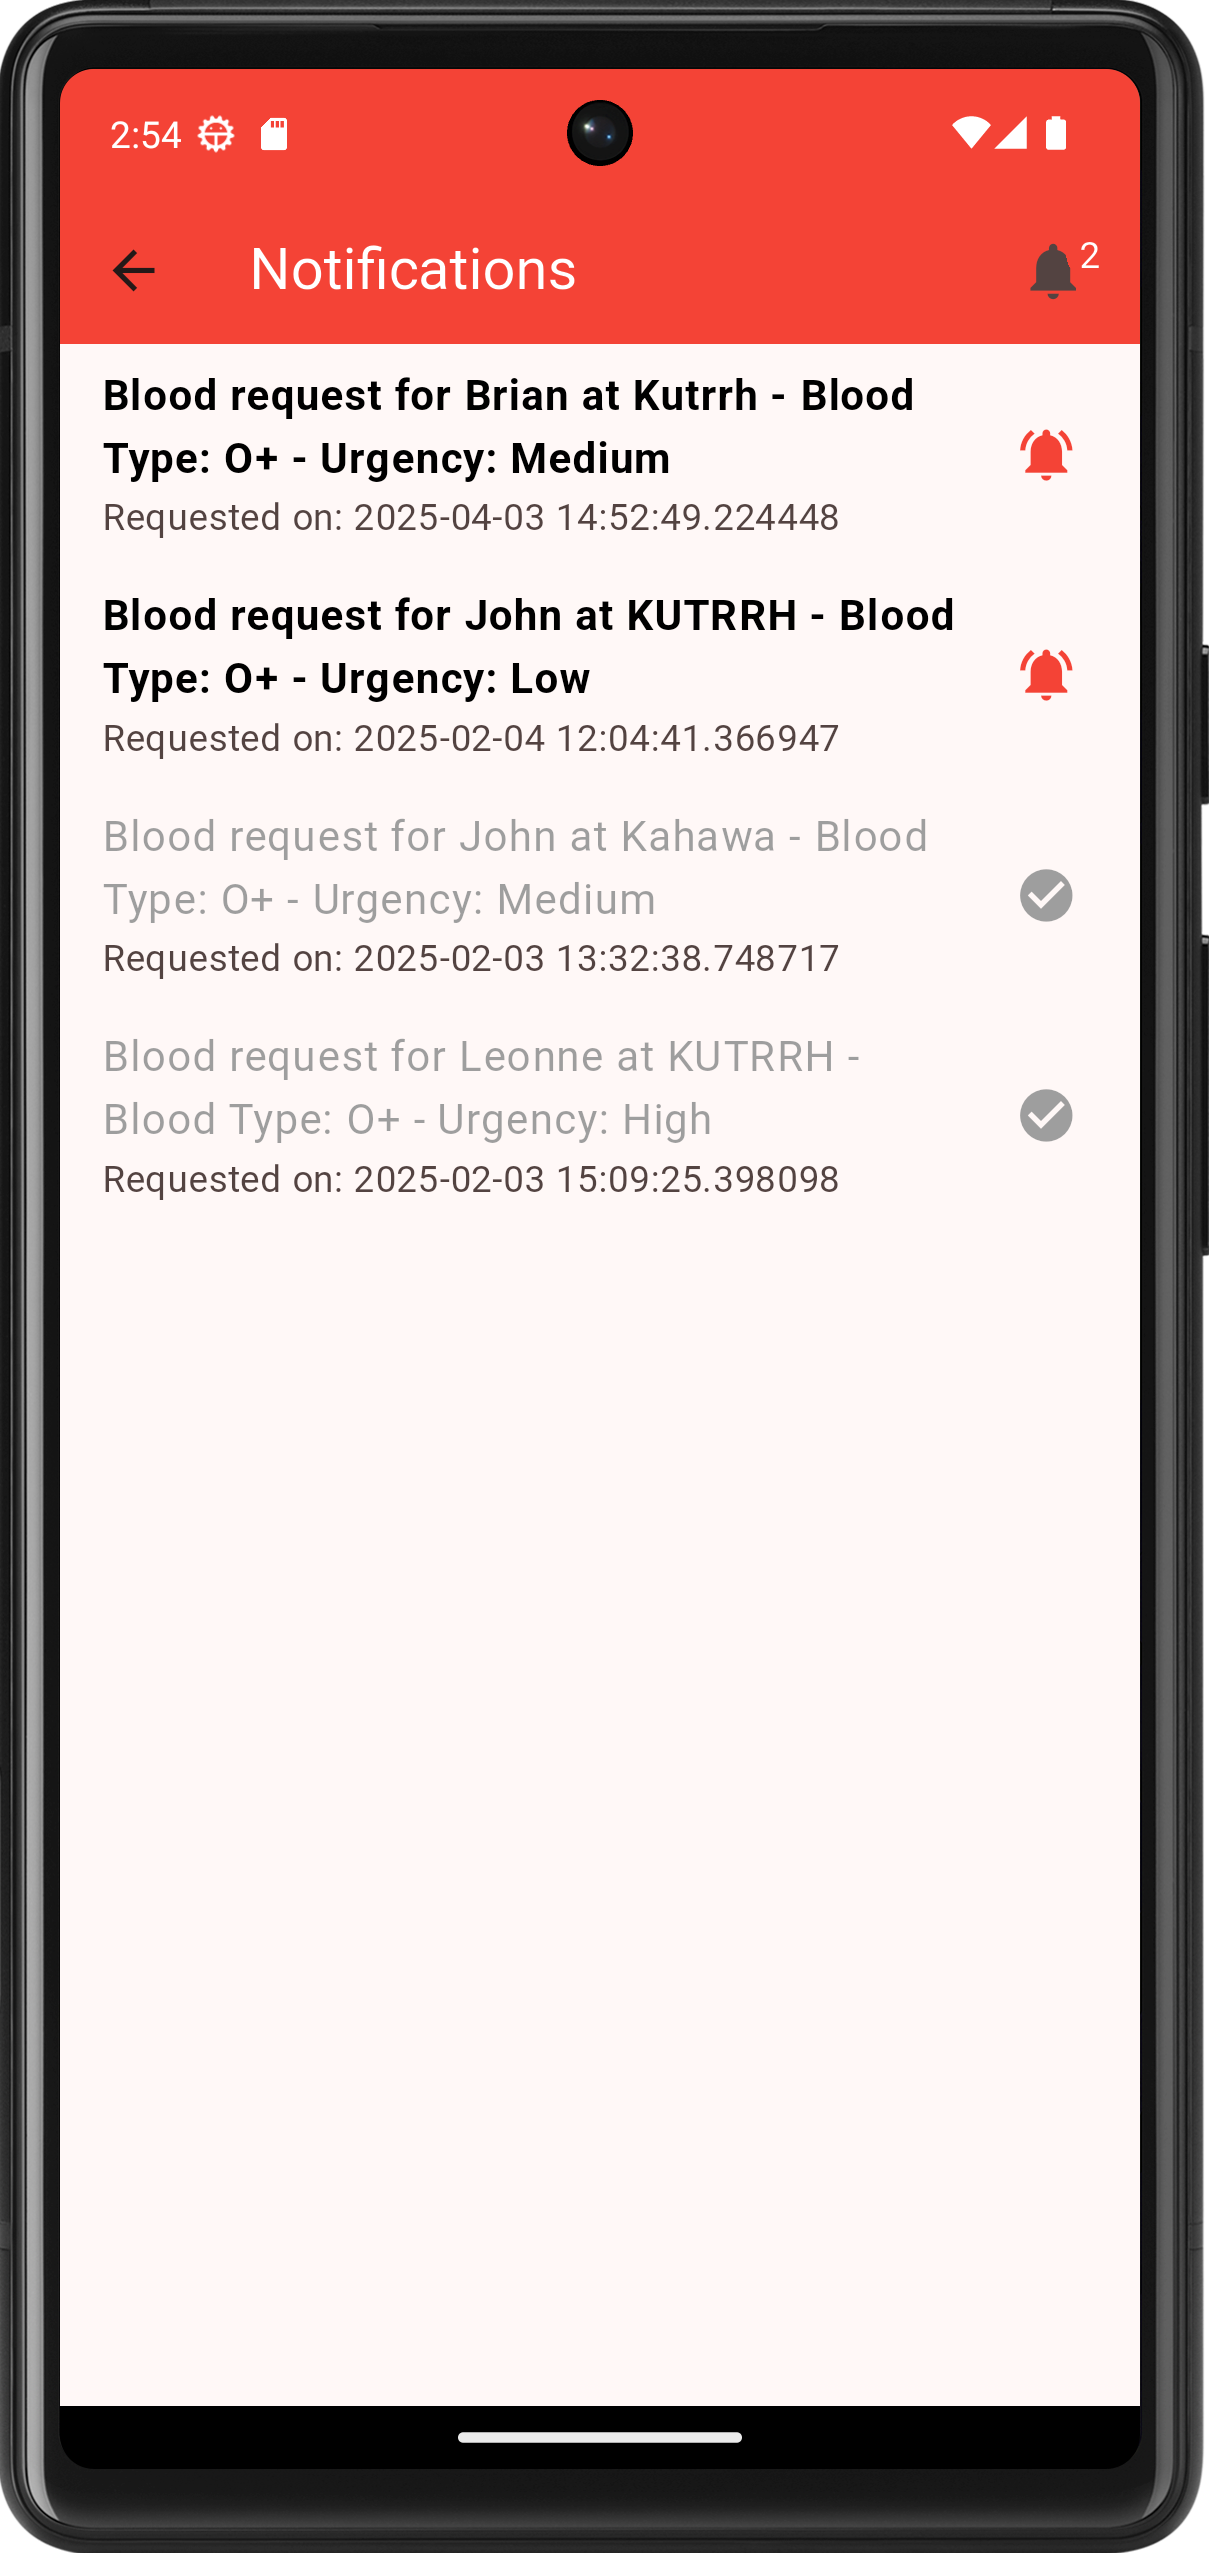 2:54
Notifications
2
Blood request for Brian at Kutrrh - Blood
Type: O+ - Urgency: Medium
Requested on: 2025-04-03 14:52:49.224448
Blood request for John at KUTRRH - Blood
Type: O+ - Urgency: Low
Requested on: 2025-02-04 12:04:41.366947
Blood request for John at Kahawa - Blood
Type: O+ - Urgency: Medium
Requested on: 2025-02-03 13:32:38.748717
Blood request for Leonne at KUTRRH -
Blood Type: O+ - Urgency: High
Requested on: 2025-02-03 15:09:25.398098